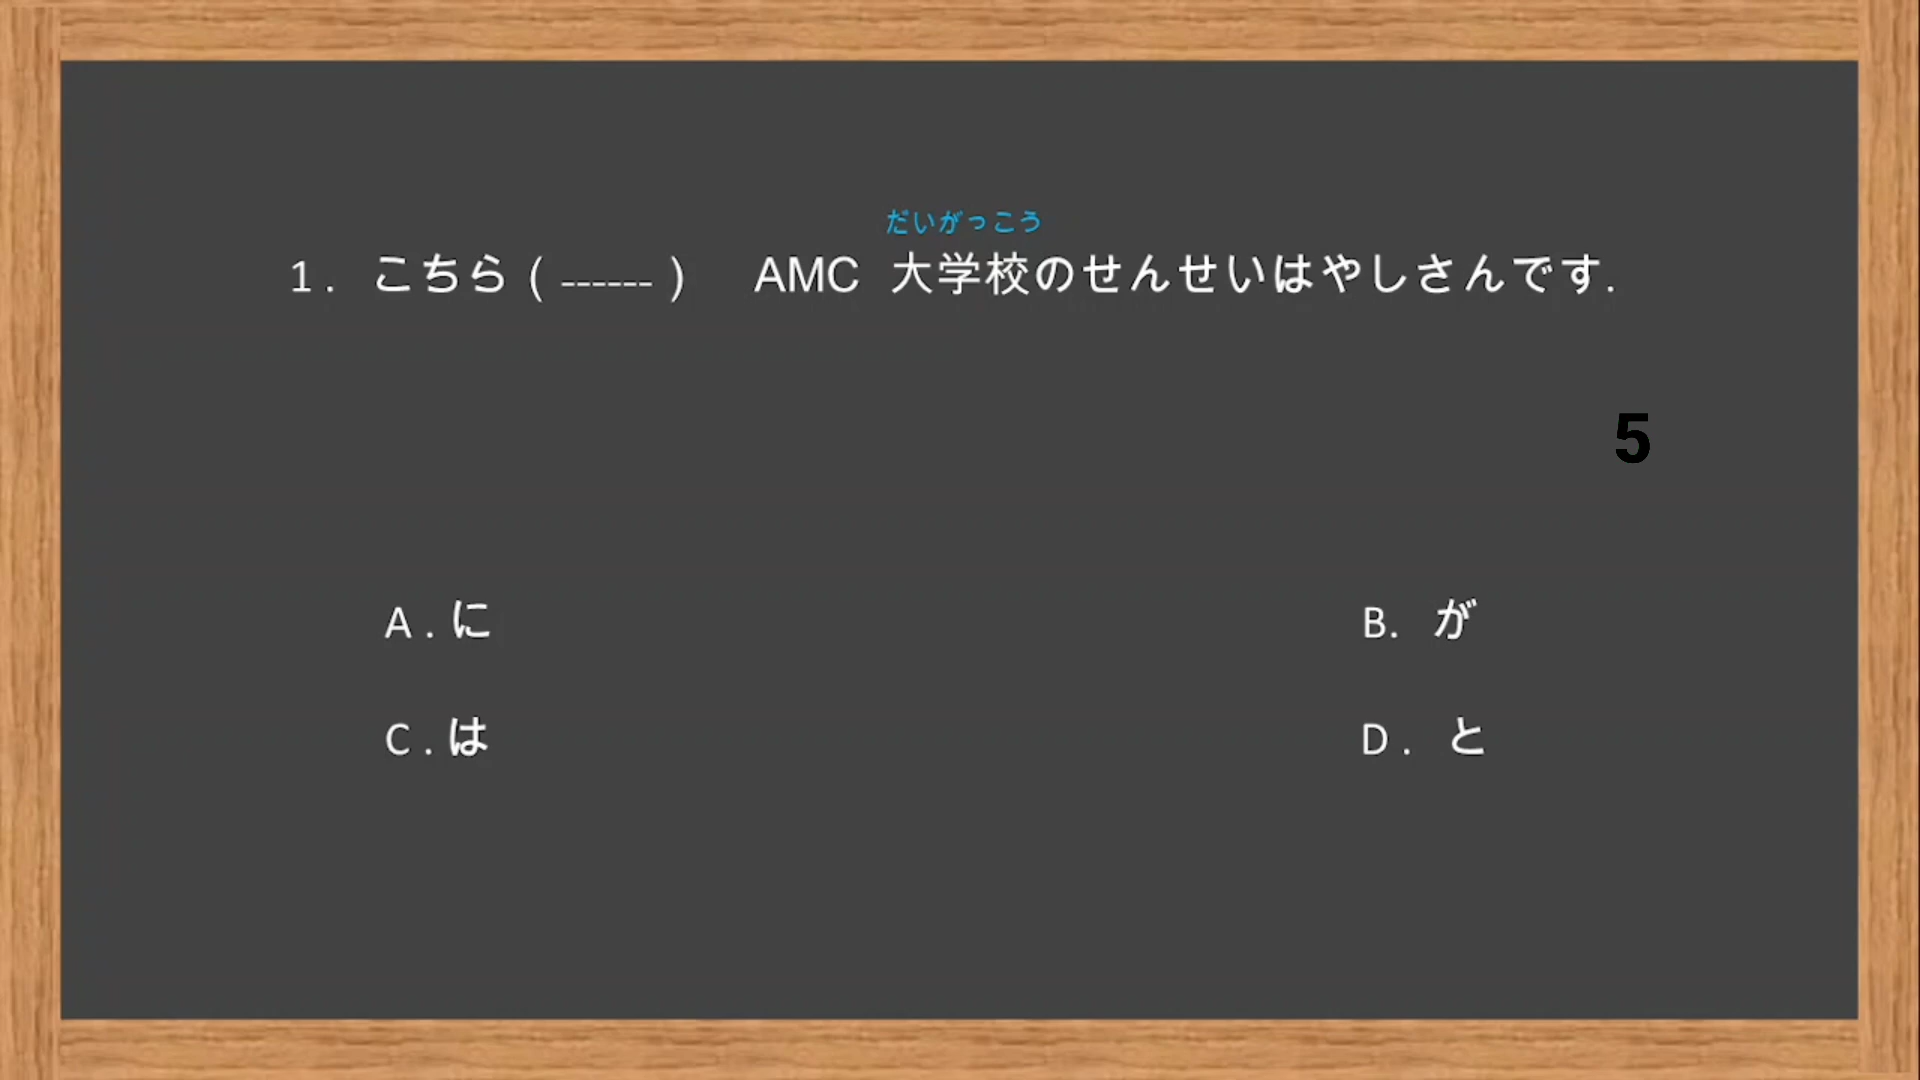 だいがっこう
1. こちら ( ------ ) AMC 大学校のせんせいはやしさんです.
5
A . に
B. が
C . は
D . と